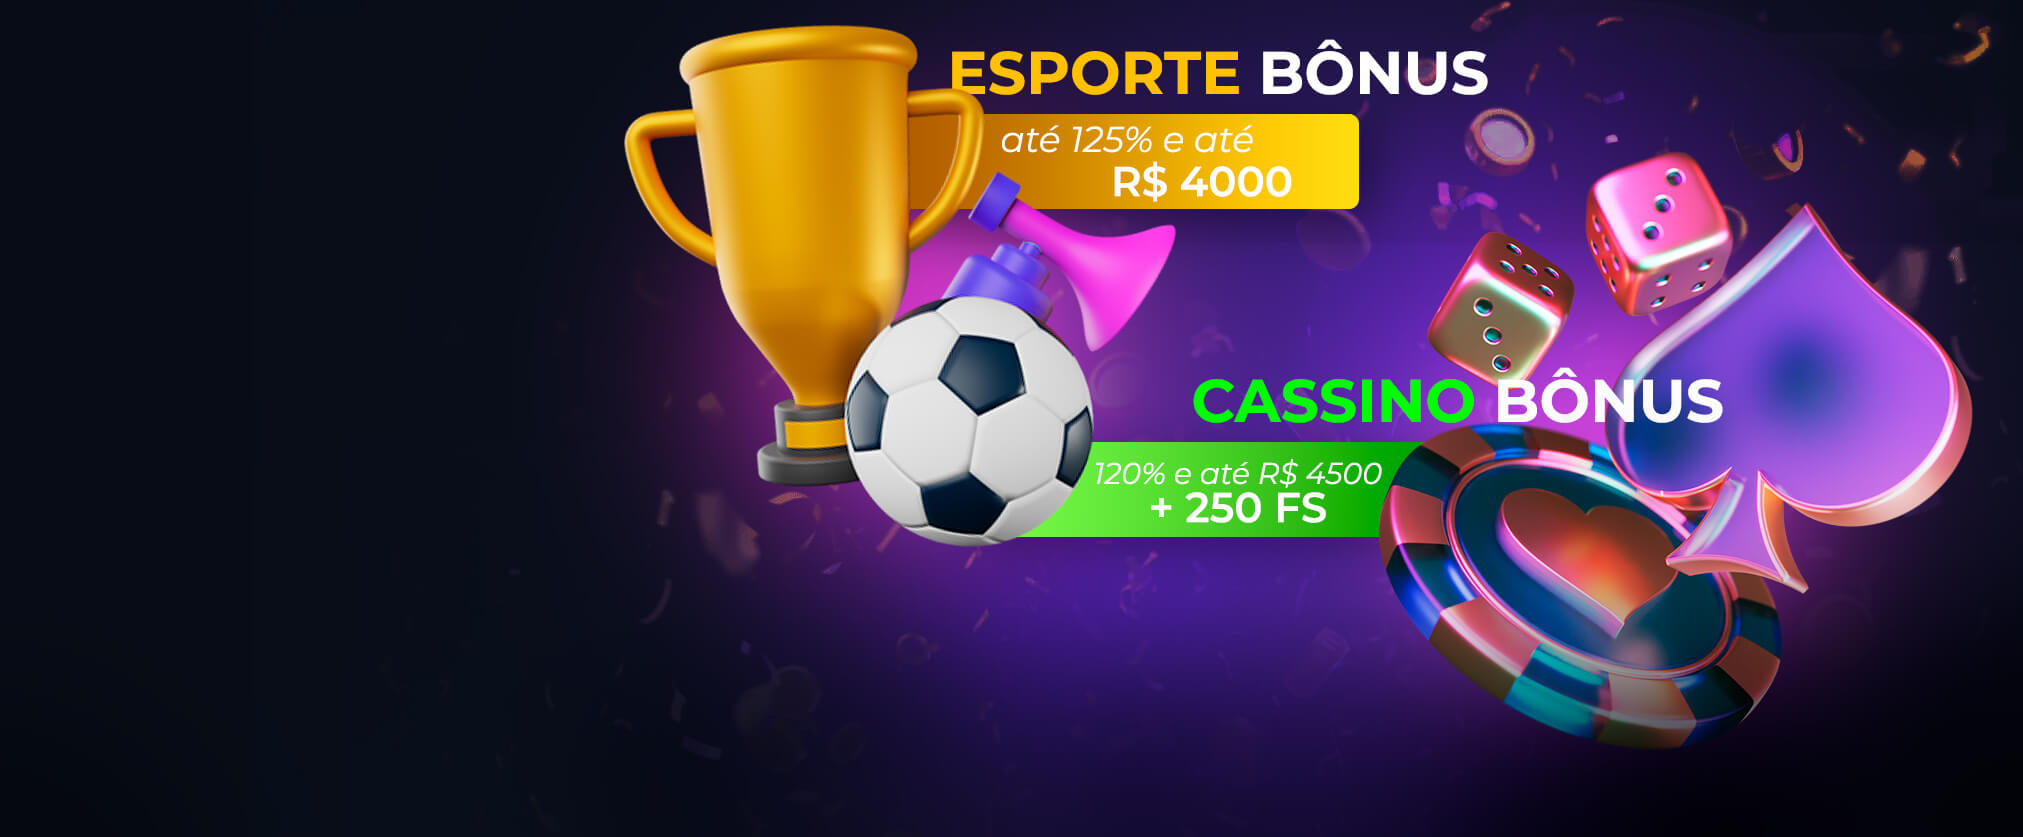 ESPORTE BÔNUS
até 125% e até
R$ 4000
CASSINO BÔNUS
120% e até R$ 4500
+ 250 FS